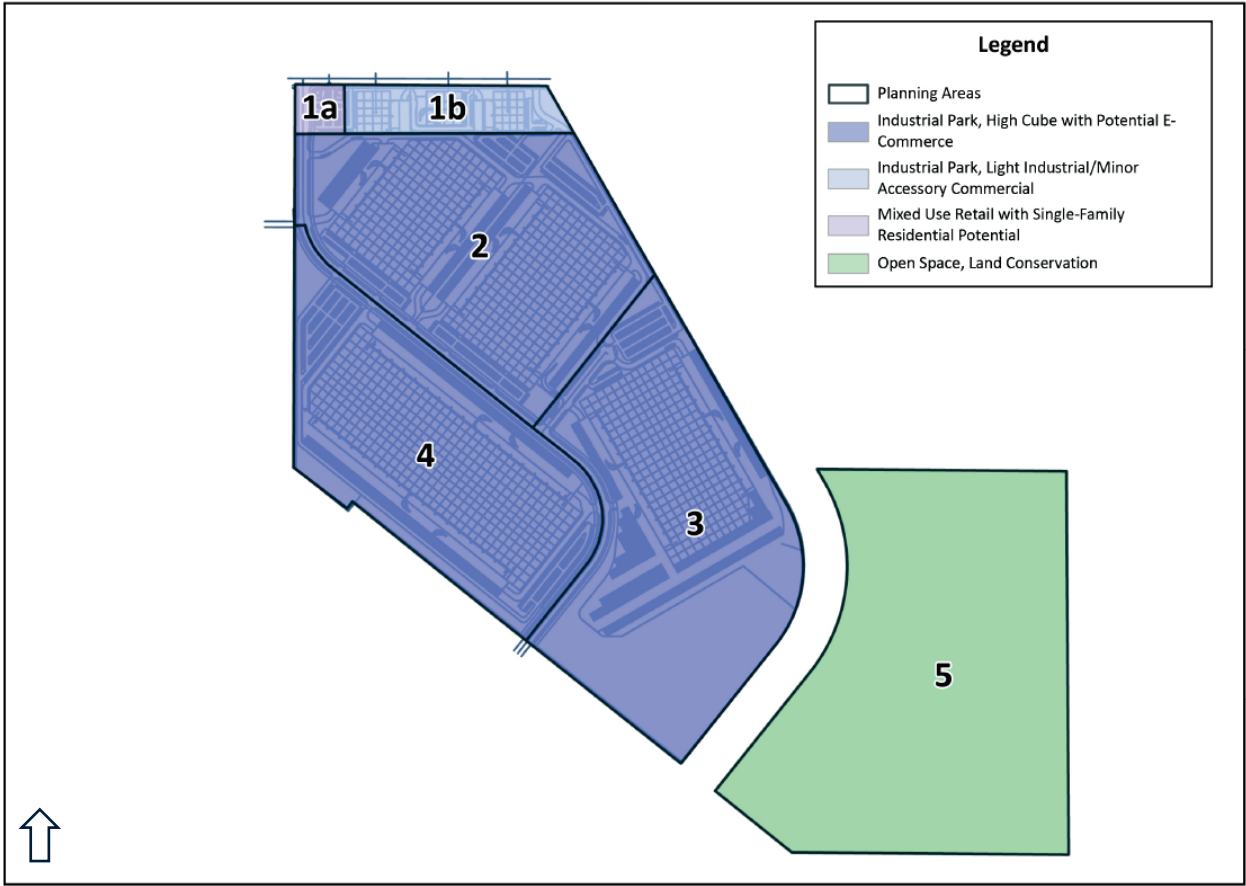 Legend
Planning Areas
Industrial Park, High Cube with Potential E-
Commerce
Industrial Park, Light Industrial/Minor
Accessory Commercial
Mixed Use Retail with Single-Family
Residential Potential
Open Space, Land Conservation
1a
1b
2
4
3
5